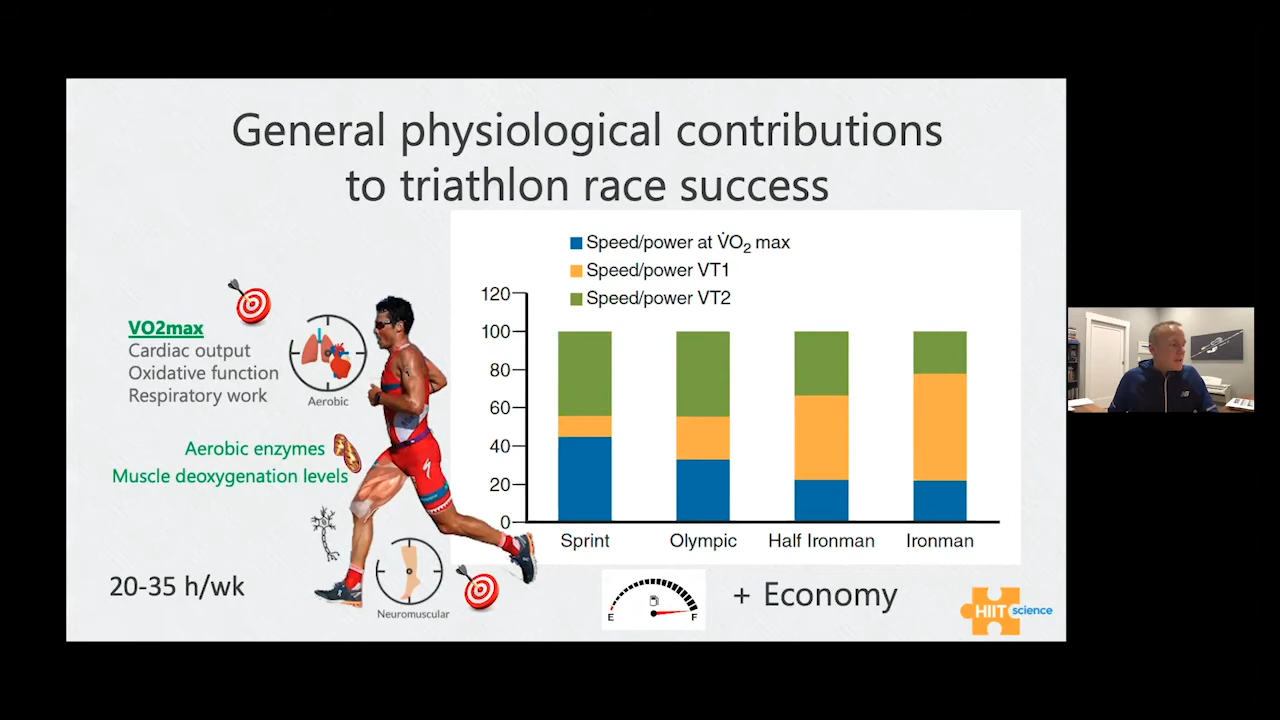 General physiological contributions
to triathlon race success
Speed/power at V̇O₂ max
Speed/power VT1
Speed/power VT2
120
100
80
60
40
20
0
Sprint
Olympic
Half Ironman
Ironman
VO2max
Cardiac output
Oxidative function
Respiratory work
Aerobic
Aerobic enzymes
Muscle deoxygenation levels
20-35 h/wk
Neuromuscular
E
F
+ Economy
HIIT science